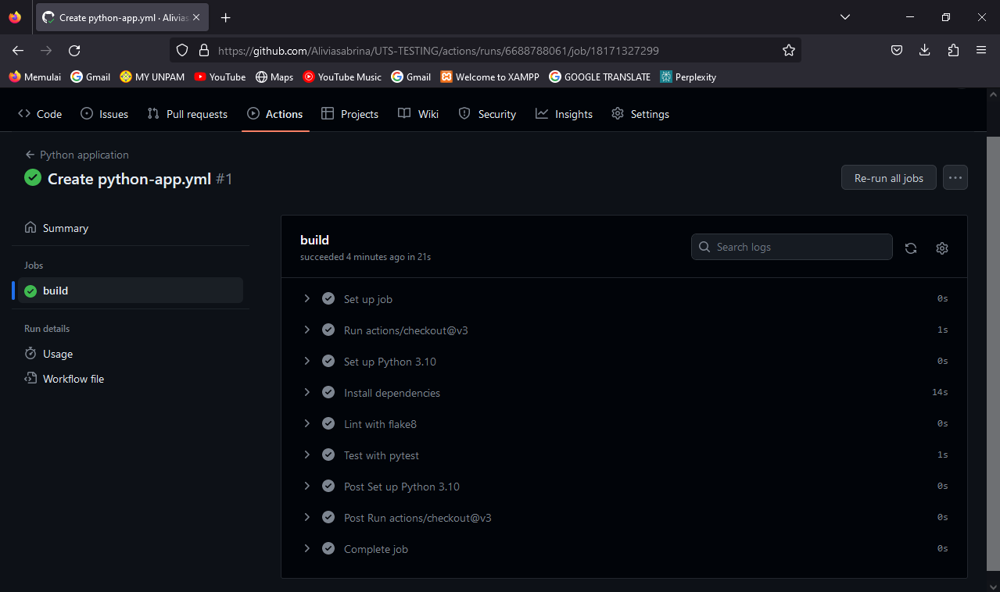 Create python-app.yml · Alivias
https://github.com/Aliviasabrina/UTS-TESTING/actions/runs/6688788061/job/18171327299
Memulai Gmail MY UNPAM YouTube Maps YouTube Music Gmail Welcome to XAMPP GOOGLE TRANSLATE Perplexity
Code Issues Pull requests Actions Projects Wiki Security Insights Settings
Python application
Create python-app.yml #1
Re-run all jobs
Summary
Jobs
build
Run details
Usage
Workflow file
build
succeeded 4 minutes ago in 21s
Search logs
Set up job 0s
Run actions/checkout@v3 1s
Set up Python 3.10 0s
Install dependencies 14s
Lint with flake8 0s
Test with pytest 1s
Post Set up Python 3.10 0s
Post Run actions/checkout@v3 0s
Complete job 0s